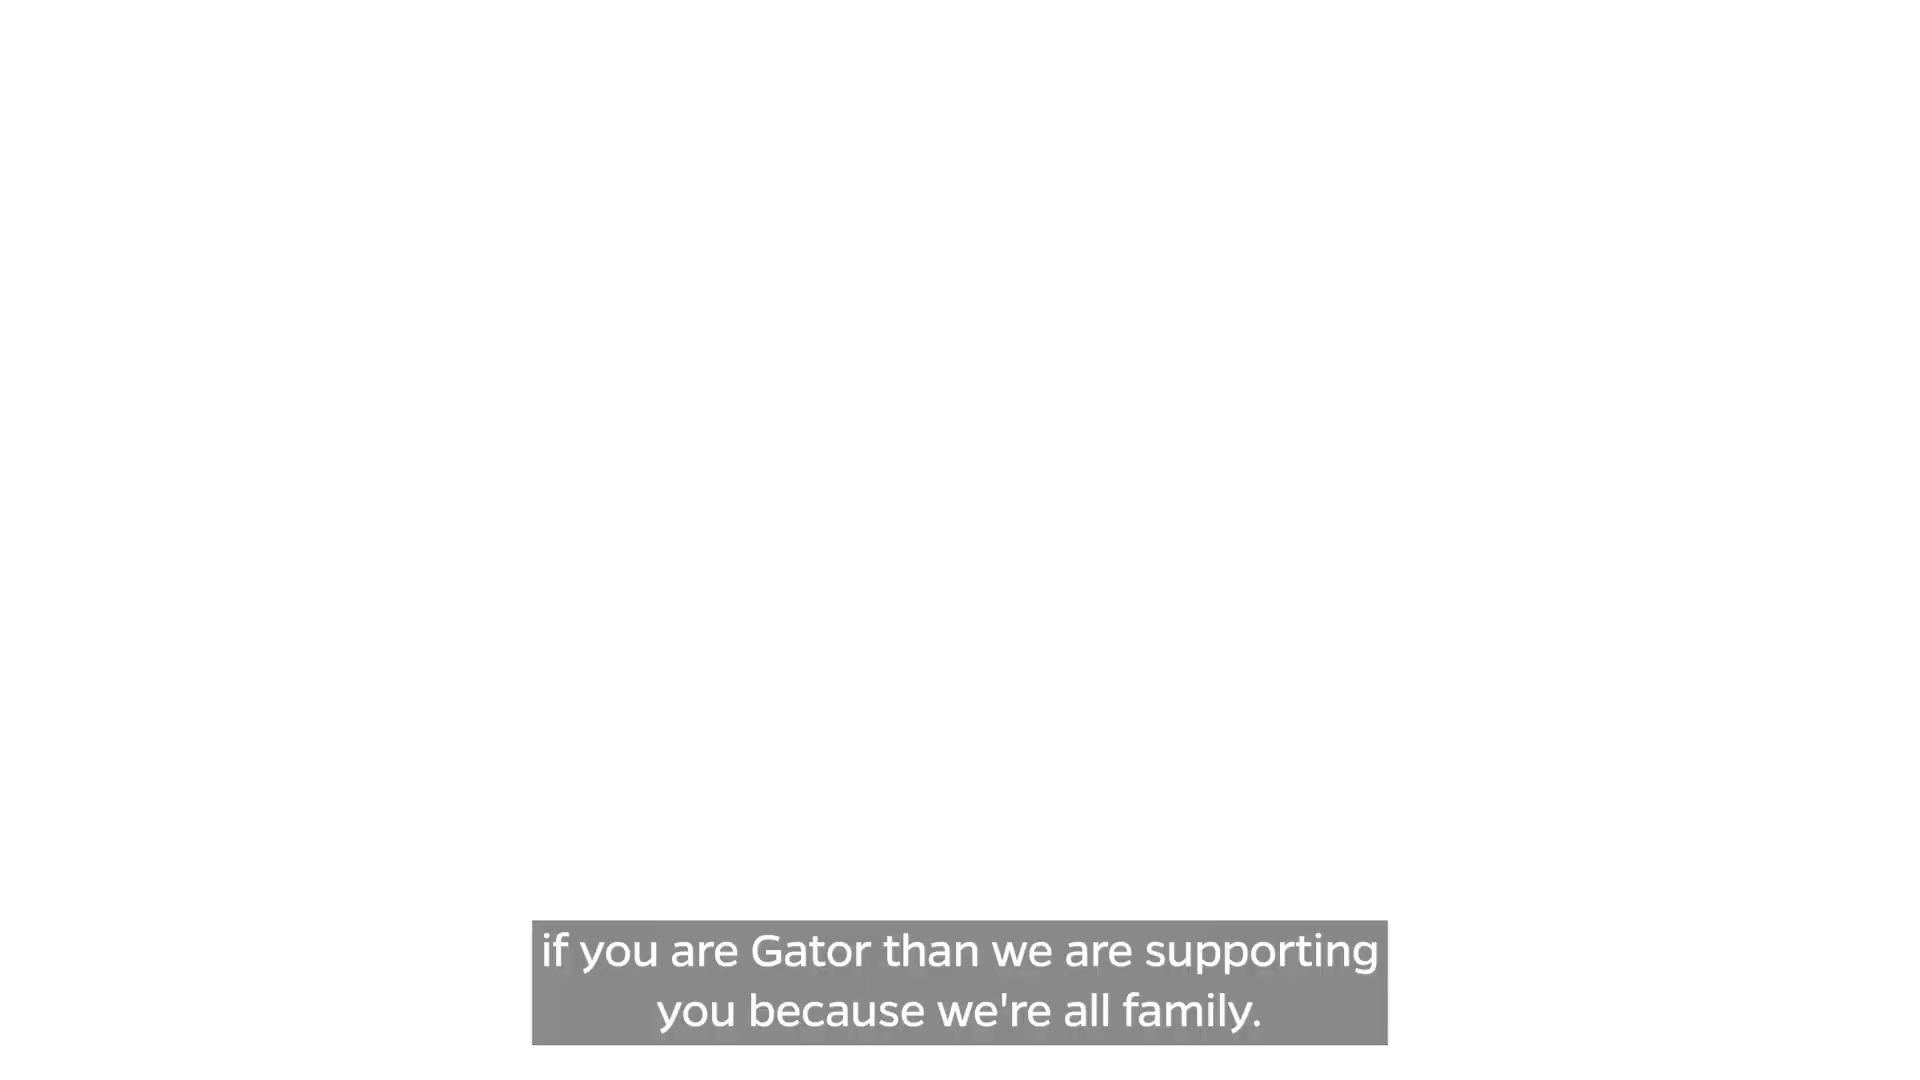 if you are Gator than we are supporting
you because we're all family.